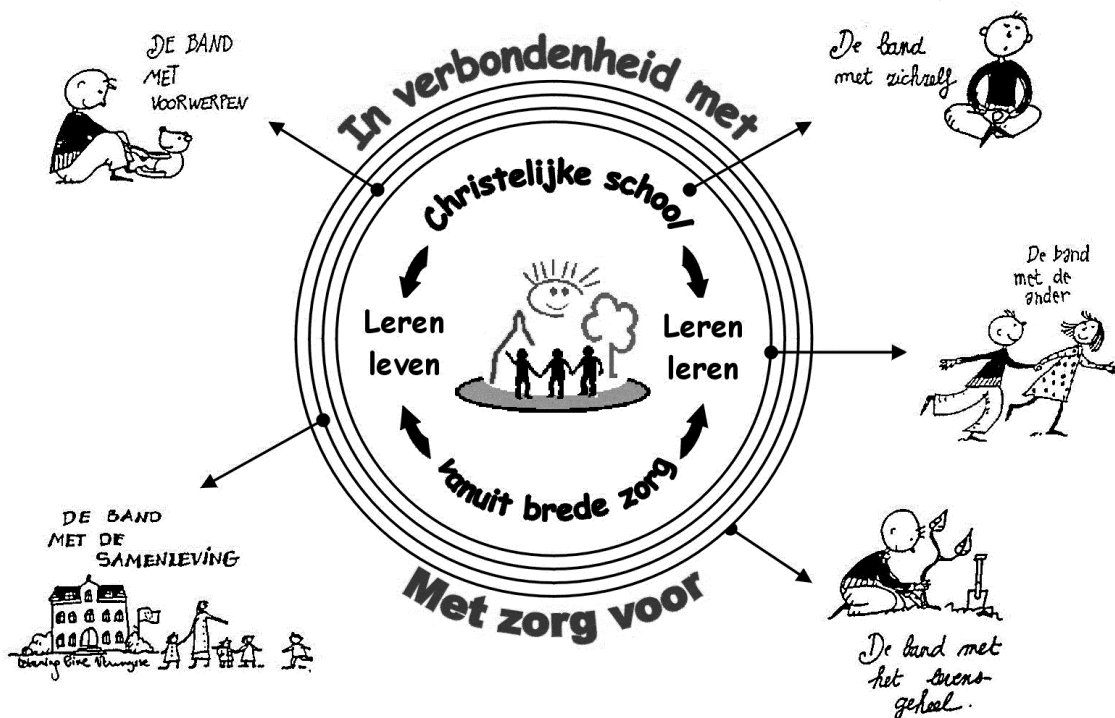 DE BAND
MET
VOORWERPEN
In verbondenheid met
De band
met zichzelf
Christelijke school
Leren
leven
Leren
leren
De band
met de
ander
vanuit brede zorg
Met zorg voor
DE BAND
MET DE
SAMENLEVING
De band met
het
geheel.